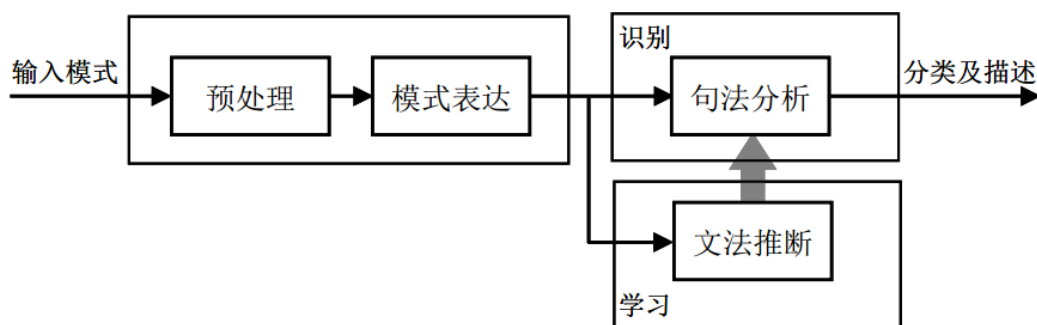 输入模式
预处理
模式表达
识别
句法分析
分类及描述
文法推断
学习